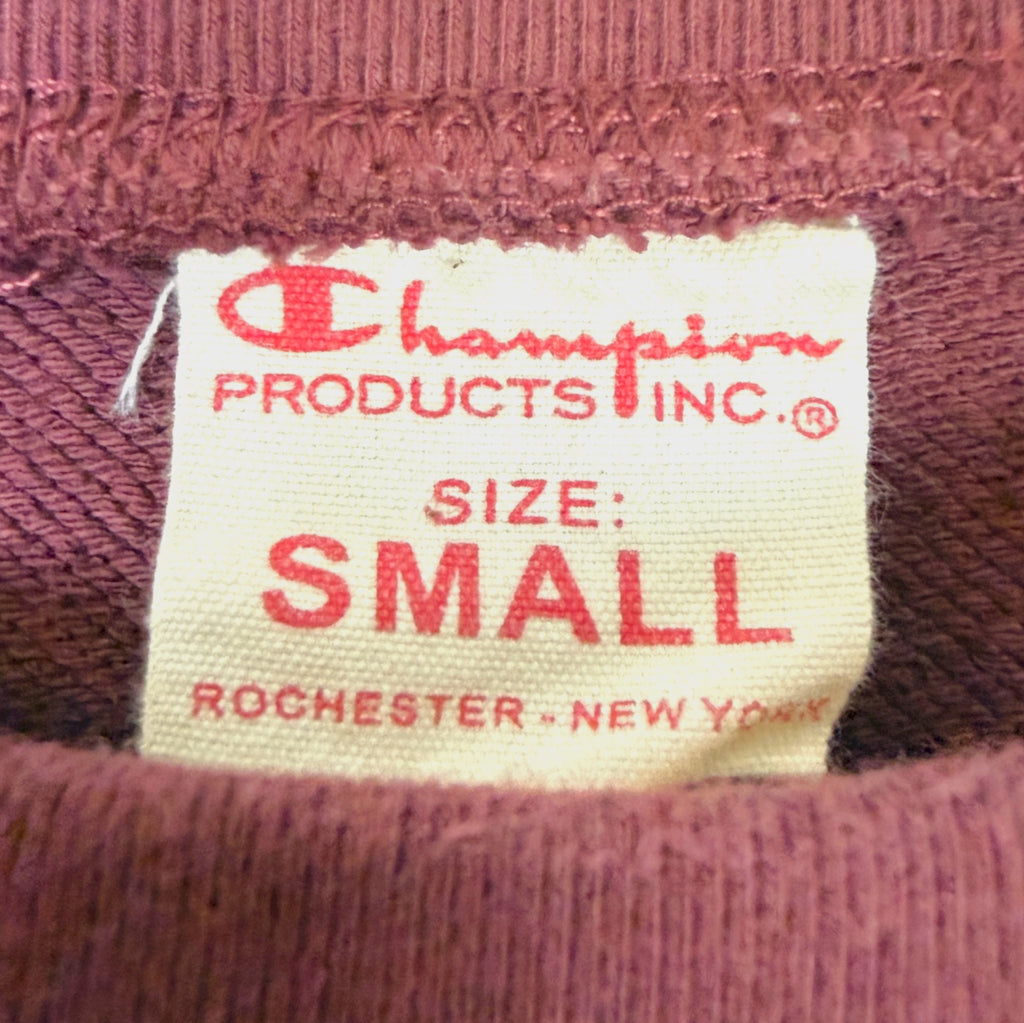 Champion
PRODUCTS INC.®
SIZE:
SMALL
ROCHESTER - NEW YORK